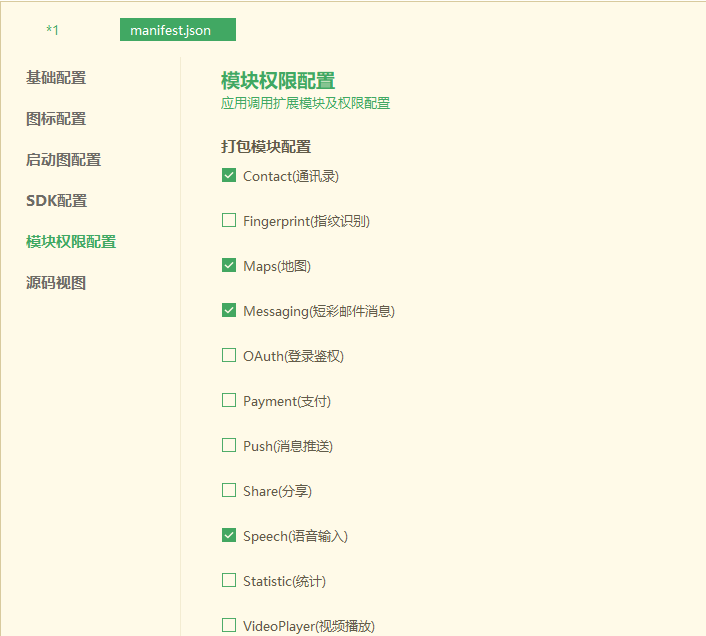 *1
manifest.json
基础配置
图标配置
启动图配置
SDK配置
模块权限配置
源码视图
模块权限配置
应用调用扩展模块及权限配置
打包模块配置
Contact(通讯录)
Fingerprint(指纹识别)
Maps(地图)
Messaging(短彩邮件消息)
OAuth(登录鉴权)
Payment(支付)
Push(消息推送)
Share(分享)
Speech(语音输入)
Statistic(统计)
VideoPlayer(视频播放)